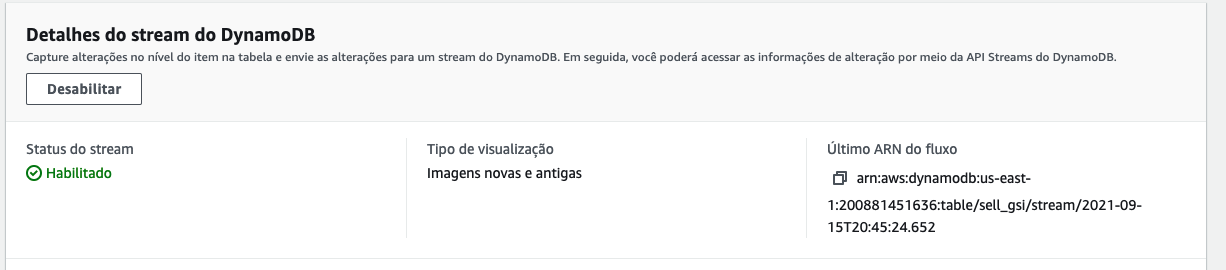 Detalhes do stream do DynamoDB
Capture alterações no nível do item na tabela e envie as alterações para um stream do DynamoDB. Em seguida, você poderá acessar as informações de alteração por meio da API Streams do DynamoDB.
Desabilitar
Status do stream
Habilitado
Tipo de visualização
Imagens novas e antigas
Último ARN do fluxo
arn:aws:dynamodb:us-east-
1:200881451636:table/sell_gsi/stream/2021-09-
15T20:45:24.652